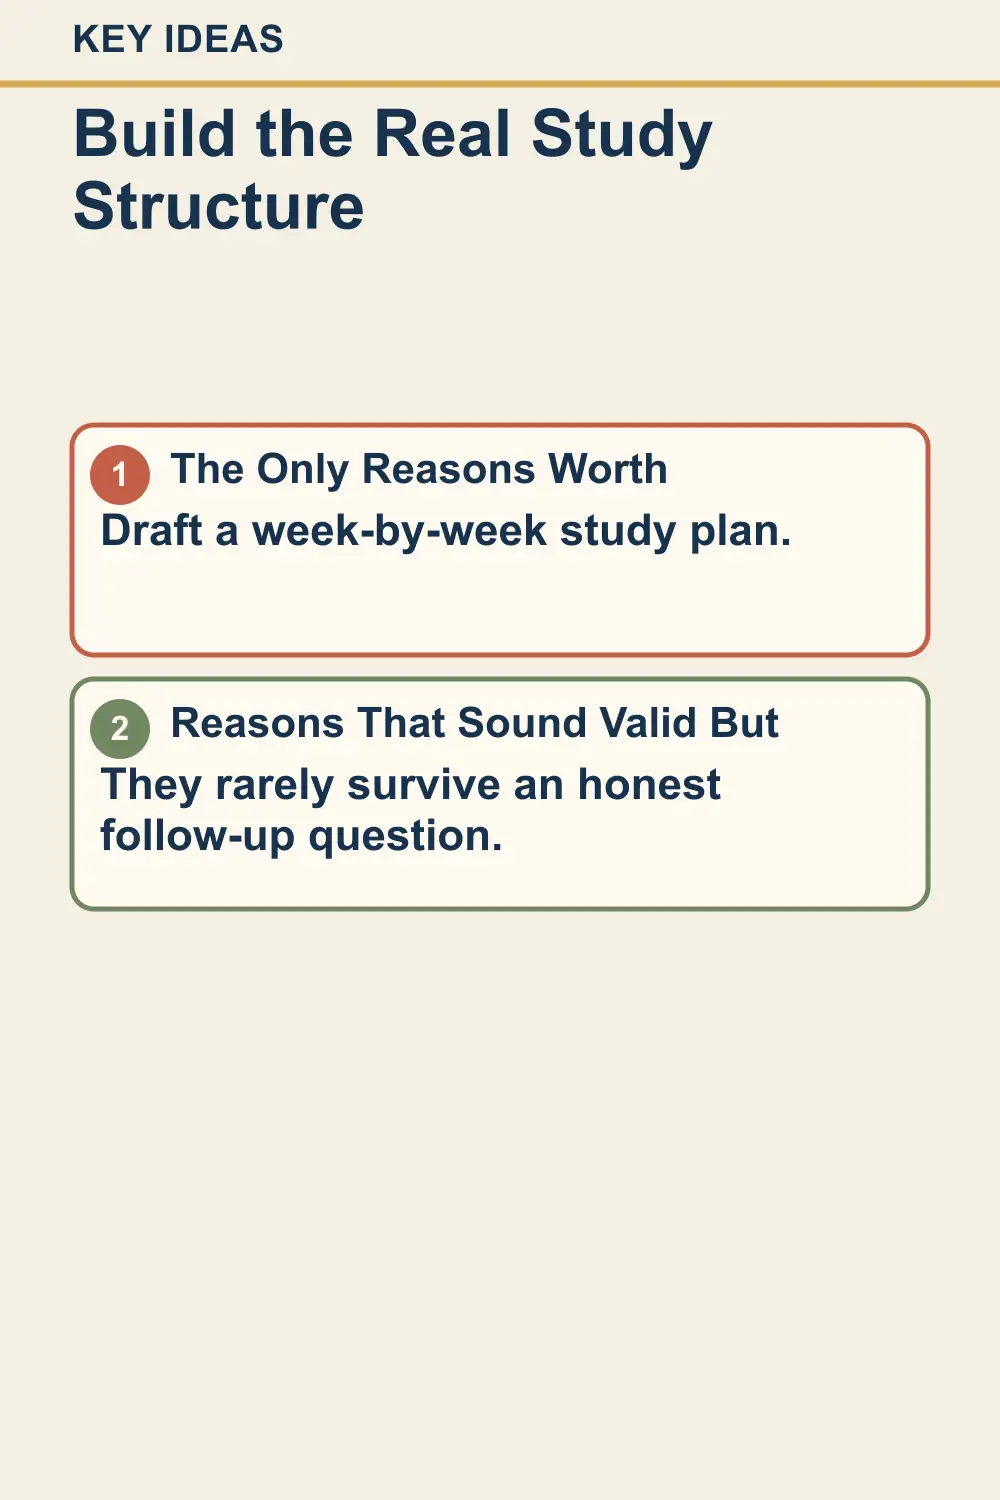 KEY IDEAS
Build the Real Study
Structure
1 The Only Reasons Worth
Draft a week-by-week study plan.
2 Reasons That Sound Valid But
They rarely survive an honest
follow-up question.